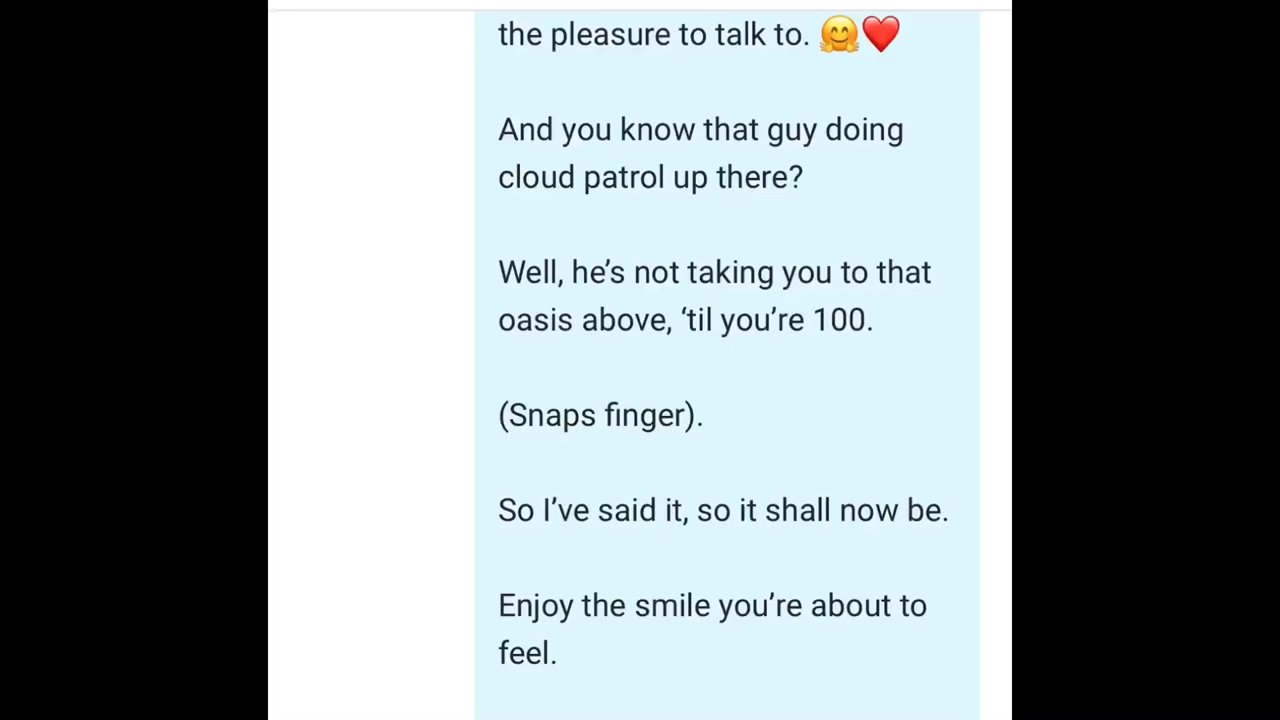 the pleasure to talk to. 🤗❤️
And you know that guy doing
cloud patrol up there?
Well, he’s not taking you to that
oasis above, ‘til you’re 100.
(Snaps finger).
So I’ve said it, so it shall now be.
Enjoy the smile you’re about to
feel.